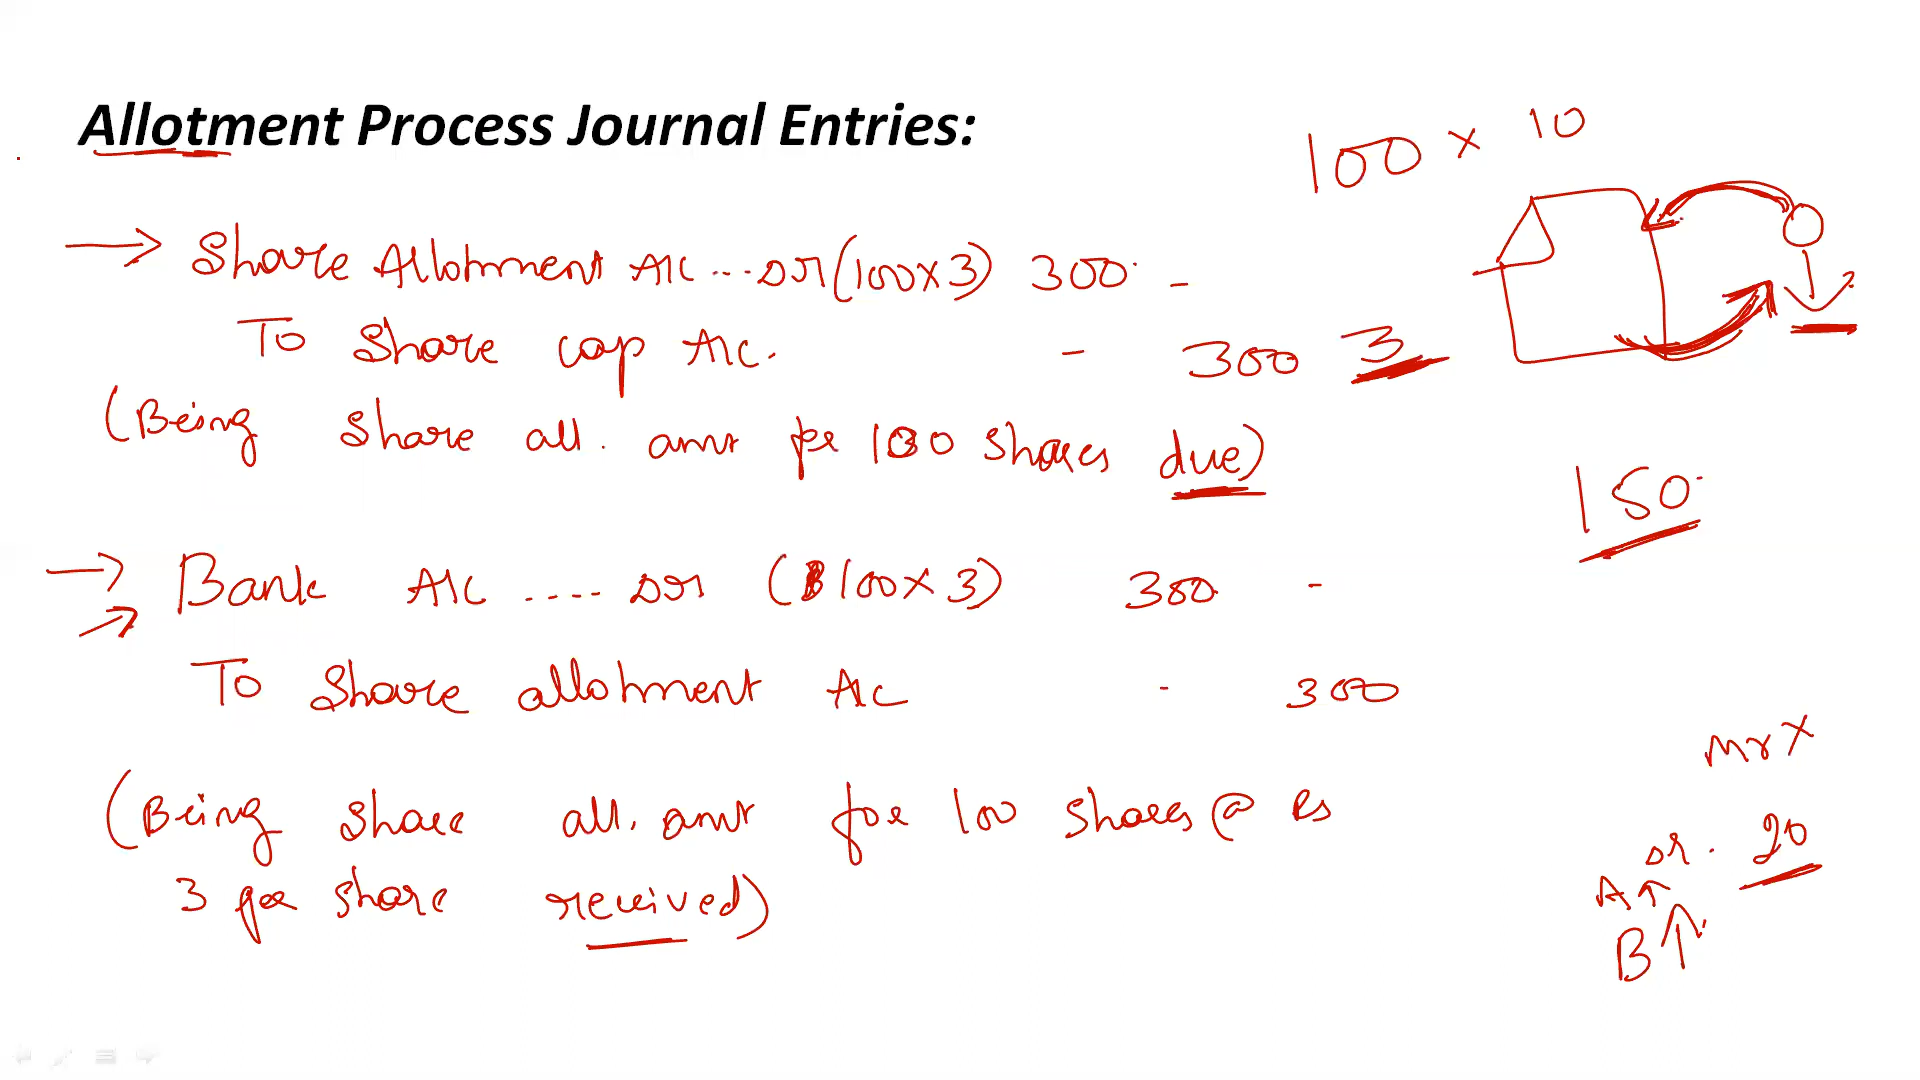 Allotment Process Journal Entries:
100 x 10
→ Share Allotment A/C ... Dr (100 x 3) 300 -
To Share cap A/C. - 300 3
(Being share all. amt for 100 shares due)
150
→ Bank A/C .... Dr (100 x 3) 300 -
To Share allotment A/C - 300
Mr X
(Being share all. amt for 100 shares @ Rs
3 per share received)
Dr. 20
A ↑
B ↑